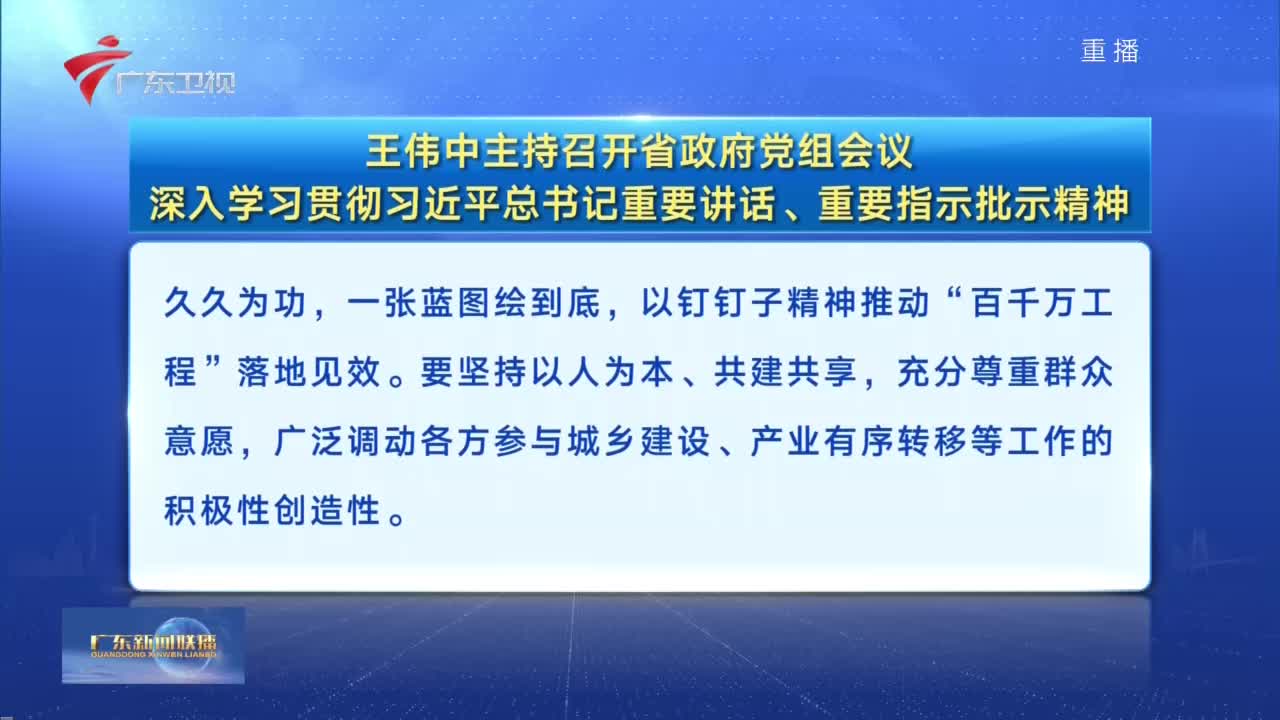 重播
广东卫视
王伟中主持召开省政府党组会议
深入学习贯彻习近平总书记重要讲话、重要指示批示精神
久久为功，一张蓝图绘到底，以钉钉子精神推动“百千万工
程”落地见效。要坚持以人为本、共建共享，充分尊重群众
意愿，广泛调动各方参与城乡建设、产业有序转移等工作的
积极性创造性。
广东新闻联播
GUANGDONG XINWEN LIANBO